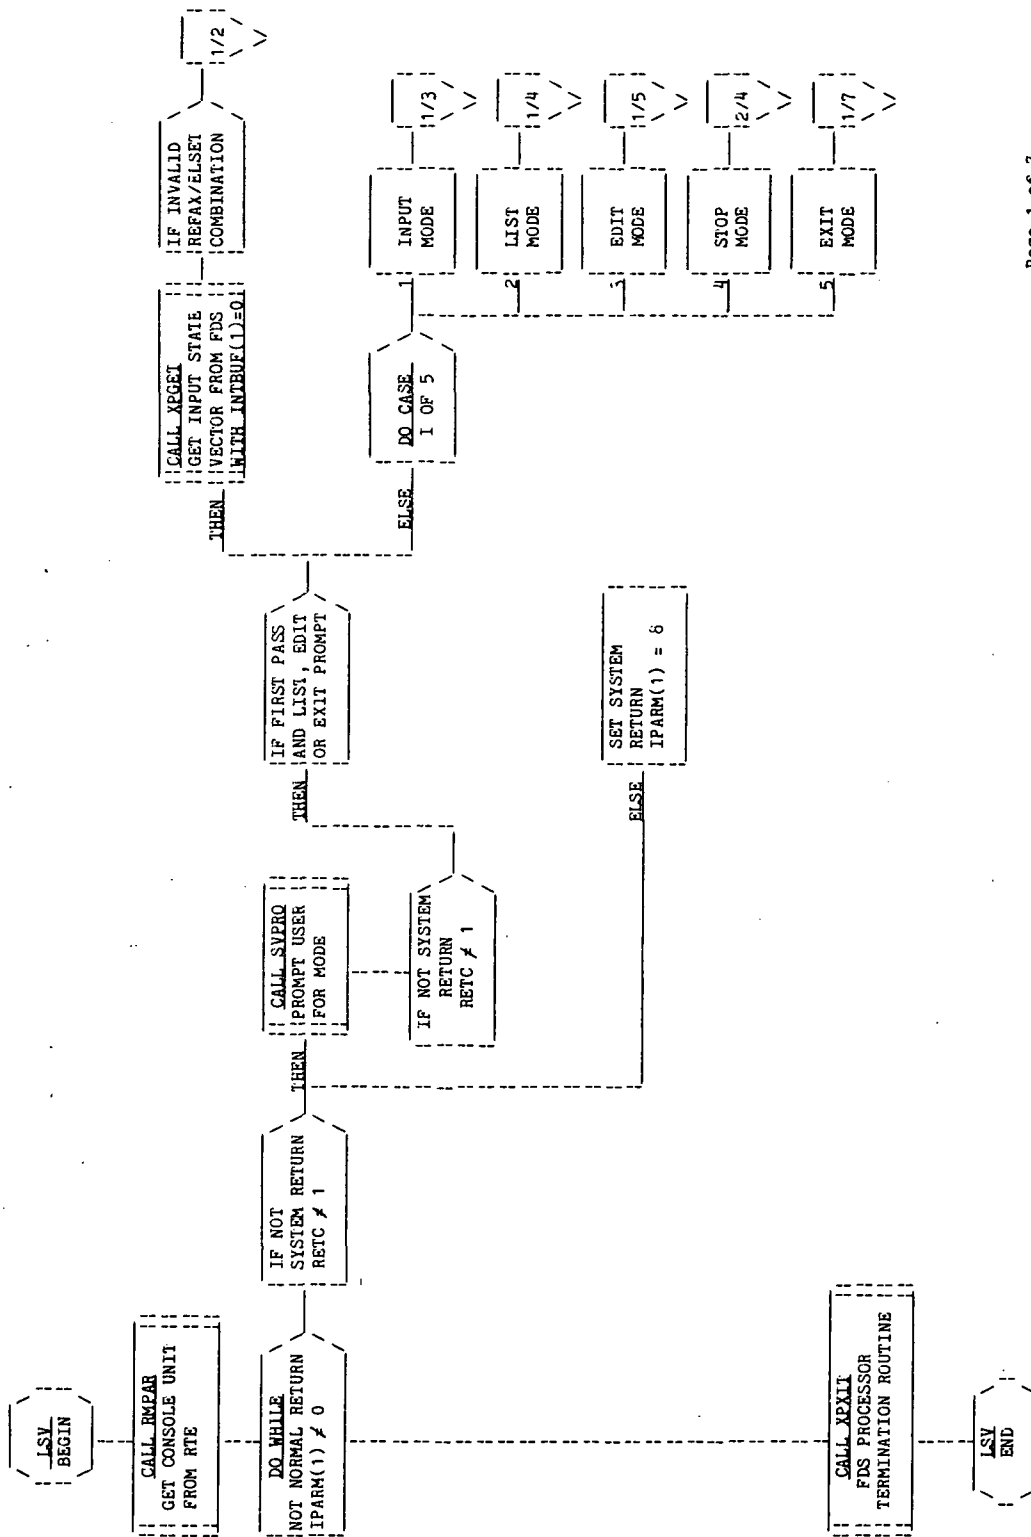 LSV
BEGIN
CALL RMPAR
GET CONSOLE UNIT
FROM RTE
DO WHILE
NOT NORMAL RETURN
IPARM(1) ≠ 0
IF NOT
SYSTEM RETURN
RETC ≠ 1
THEN
CALL SVPRO
PROMPT USER
FOR MODE
IF NOT SYSTEM
RETURN
RETC ≠ 1
THEN
IF FIRST PASS
AND LIST, EDIT
OR EXIT PROMPT
THEN
CALL XPGET
GET INPUT STATE
VECTOR FROM FDS
WITH INTBUF(1)=0
IF INVALID
REFAX/ELSET
COMBINATION
1/2
ELSE
DO CASE
I OF 5
1
INPUT
MODE
1/3
2
LIST
MODE
1/4
3
EDIT
MODE
1/5
4
STOP
MODE
2/4
5
EXIT
MODE
1/7
ELSE
SET SYSTEM
RETURN
IPARM(1) = 8
CALL XPXIT
FDS PROCESSOR
TERMINATION ROUTINE
LSV
END
Page 1 of 7